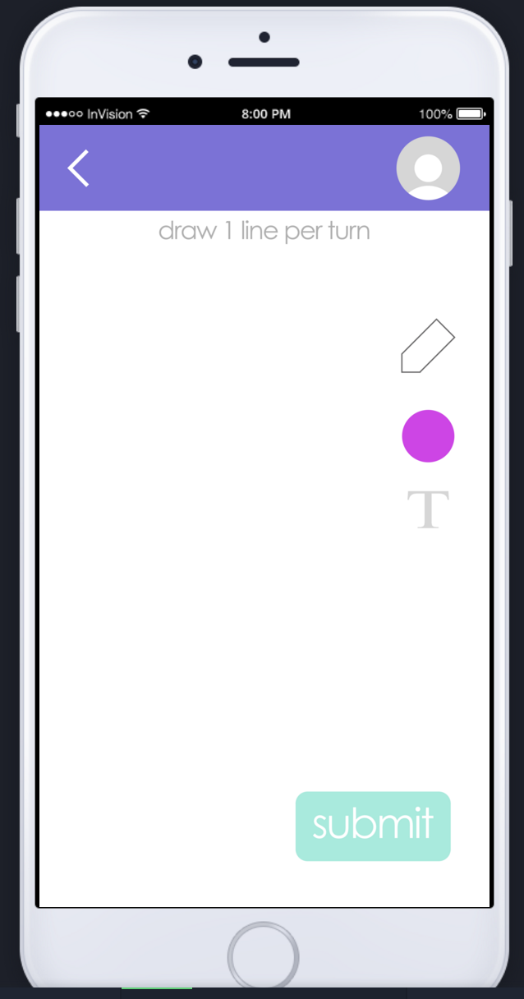 InVision 8:00 PM 100%
draw 1 line per turn
T
submit